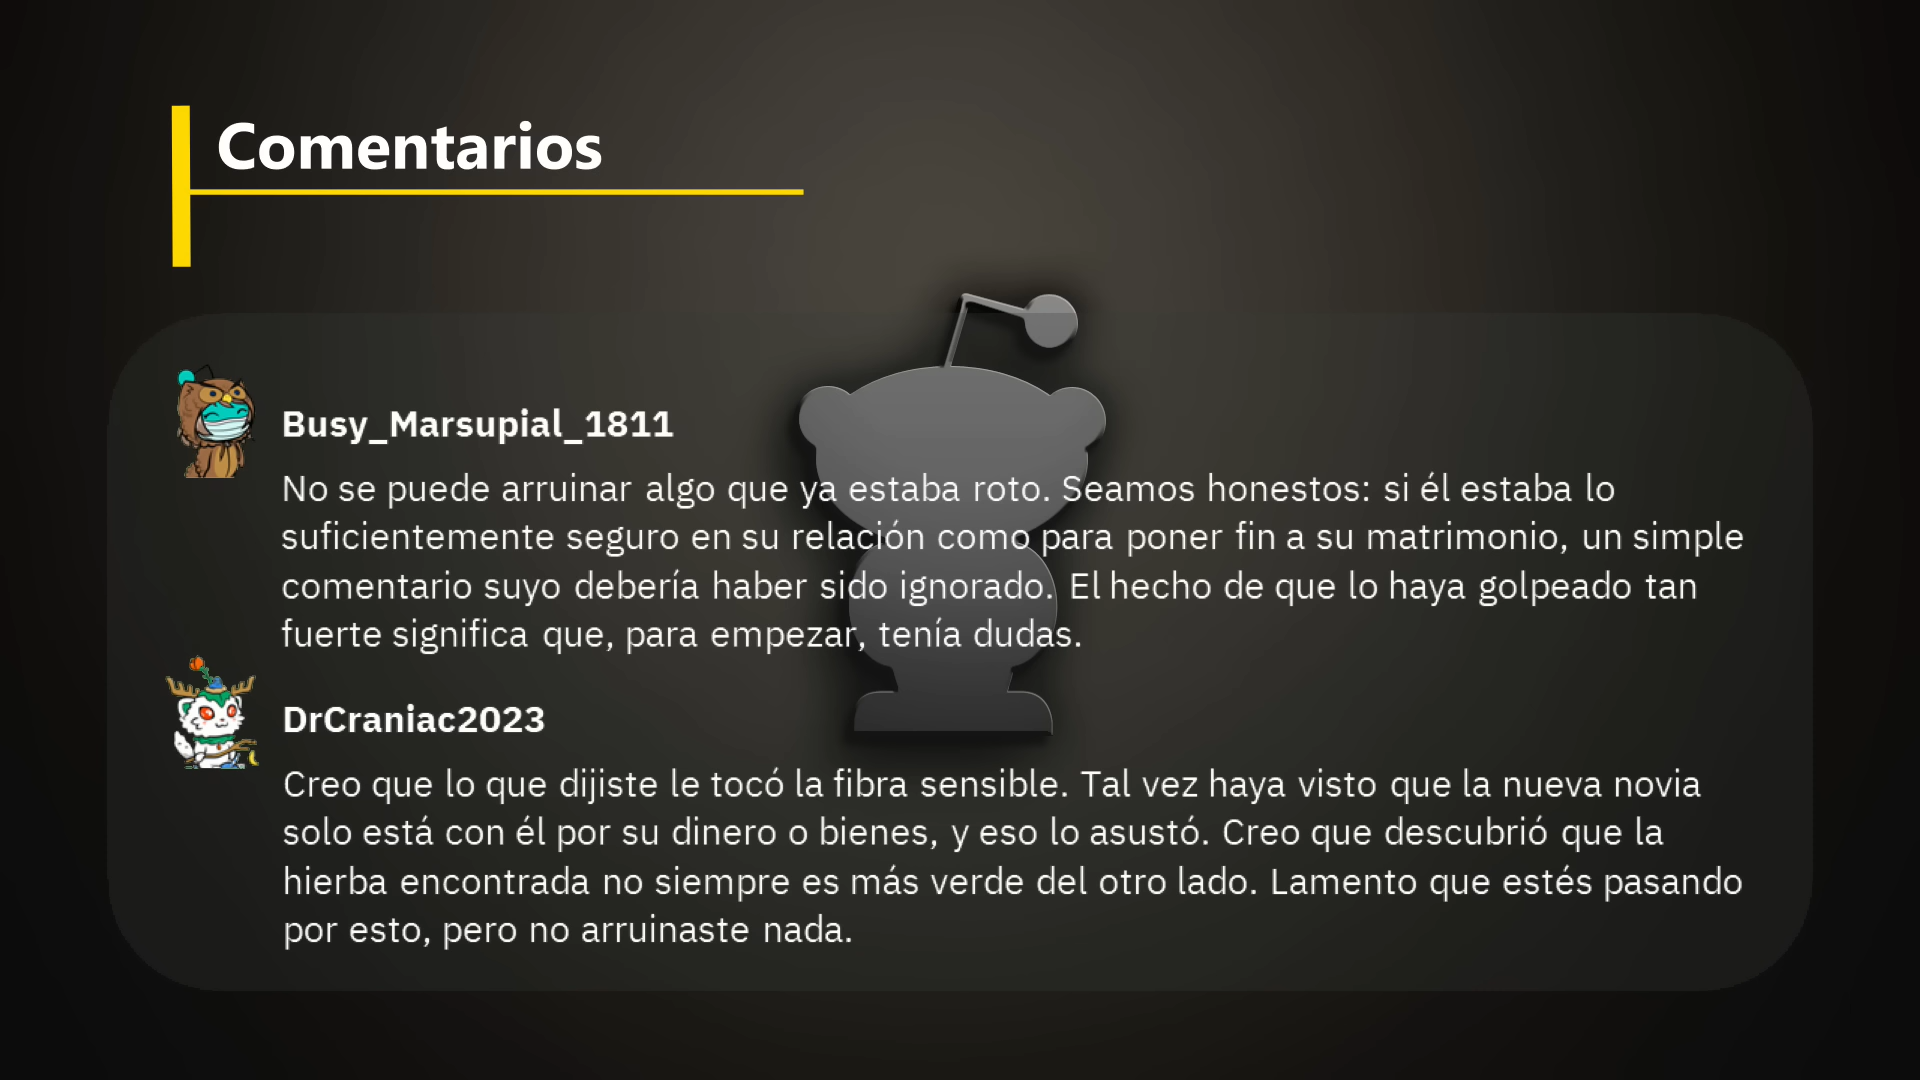 Comentarios
Busy_Marsupial_1811
No se puede arruinar algo que ya estaba roto. Seamos honestos: si él estaba lo
suficientemente seguro en su relación como para poner fin a su matrimonio, un simple
comentario suyo debería haber sido ignorado. El hecho de que lo haya golpeado tan
fuerte significa que, para empezar, tenía dudas.
DrCraniac2023
Creo que lo que dijiste le tocó la fibra sensible. Tal vez haya visto que la nueva novia
solo está con él por su dinero o bienes, y eso lo asustó. Creo que descubrió que la
hierba encontrada no siempre es más verde del otro lado. Lamento que estés pasando
por esto, pero no arruinaste nada.